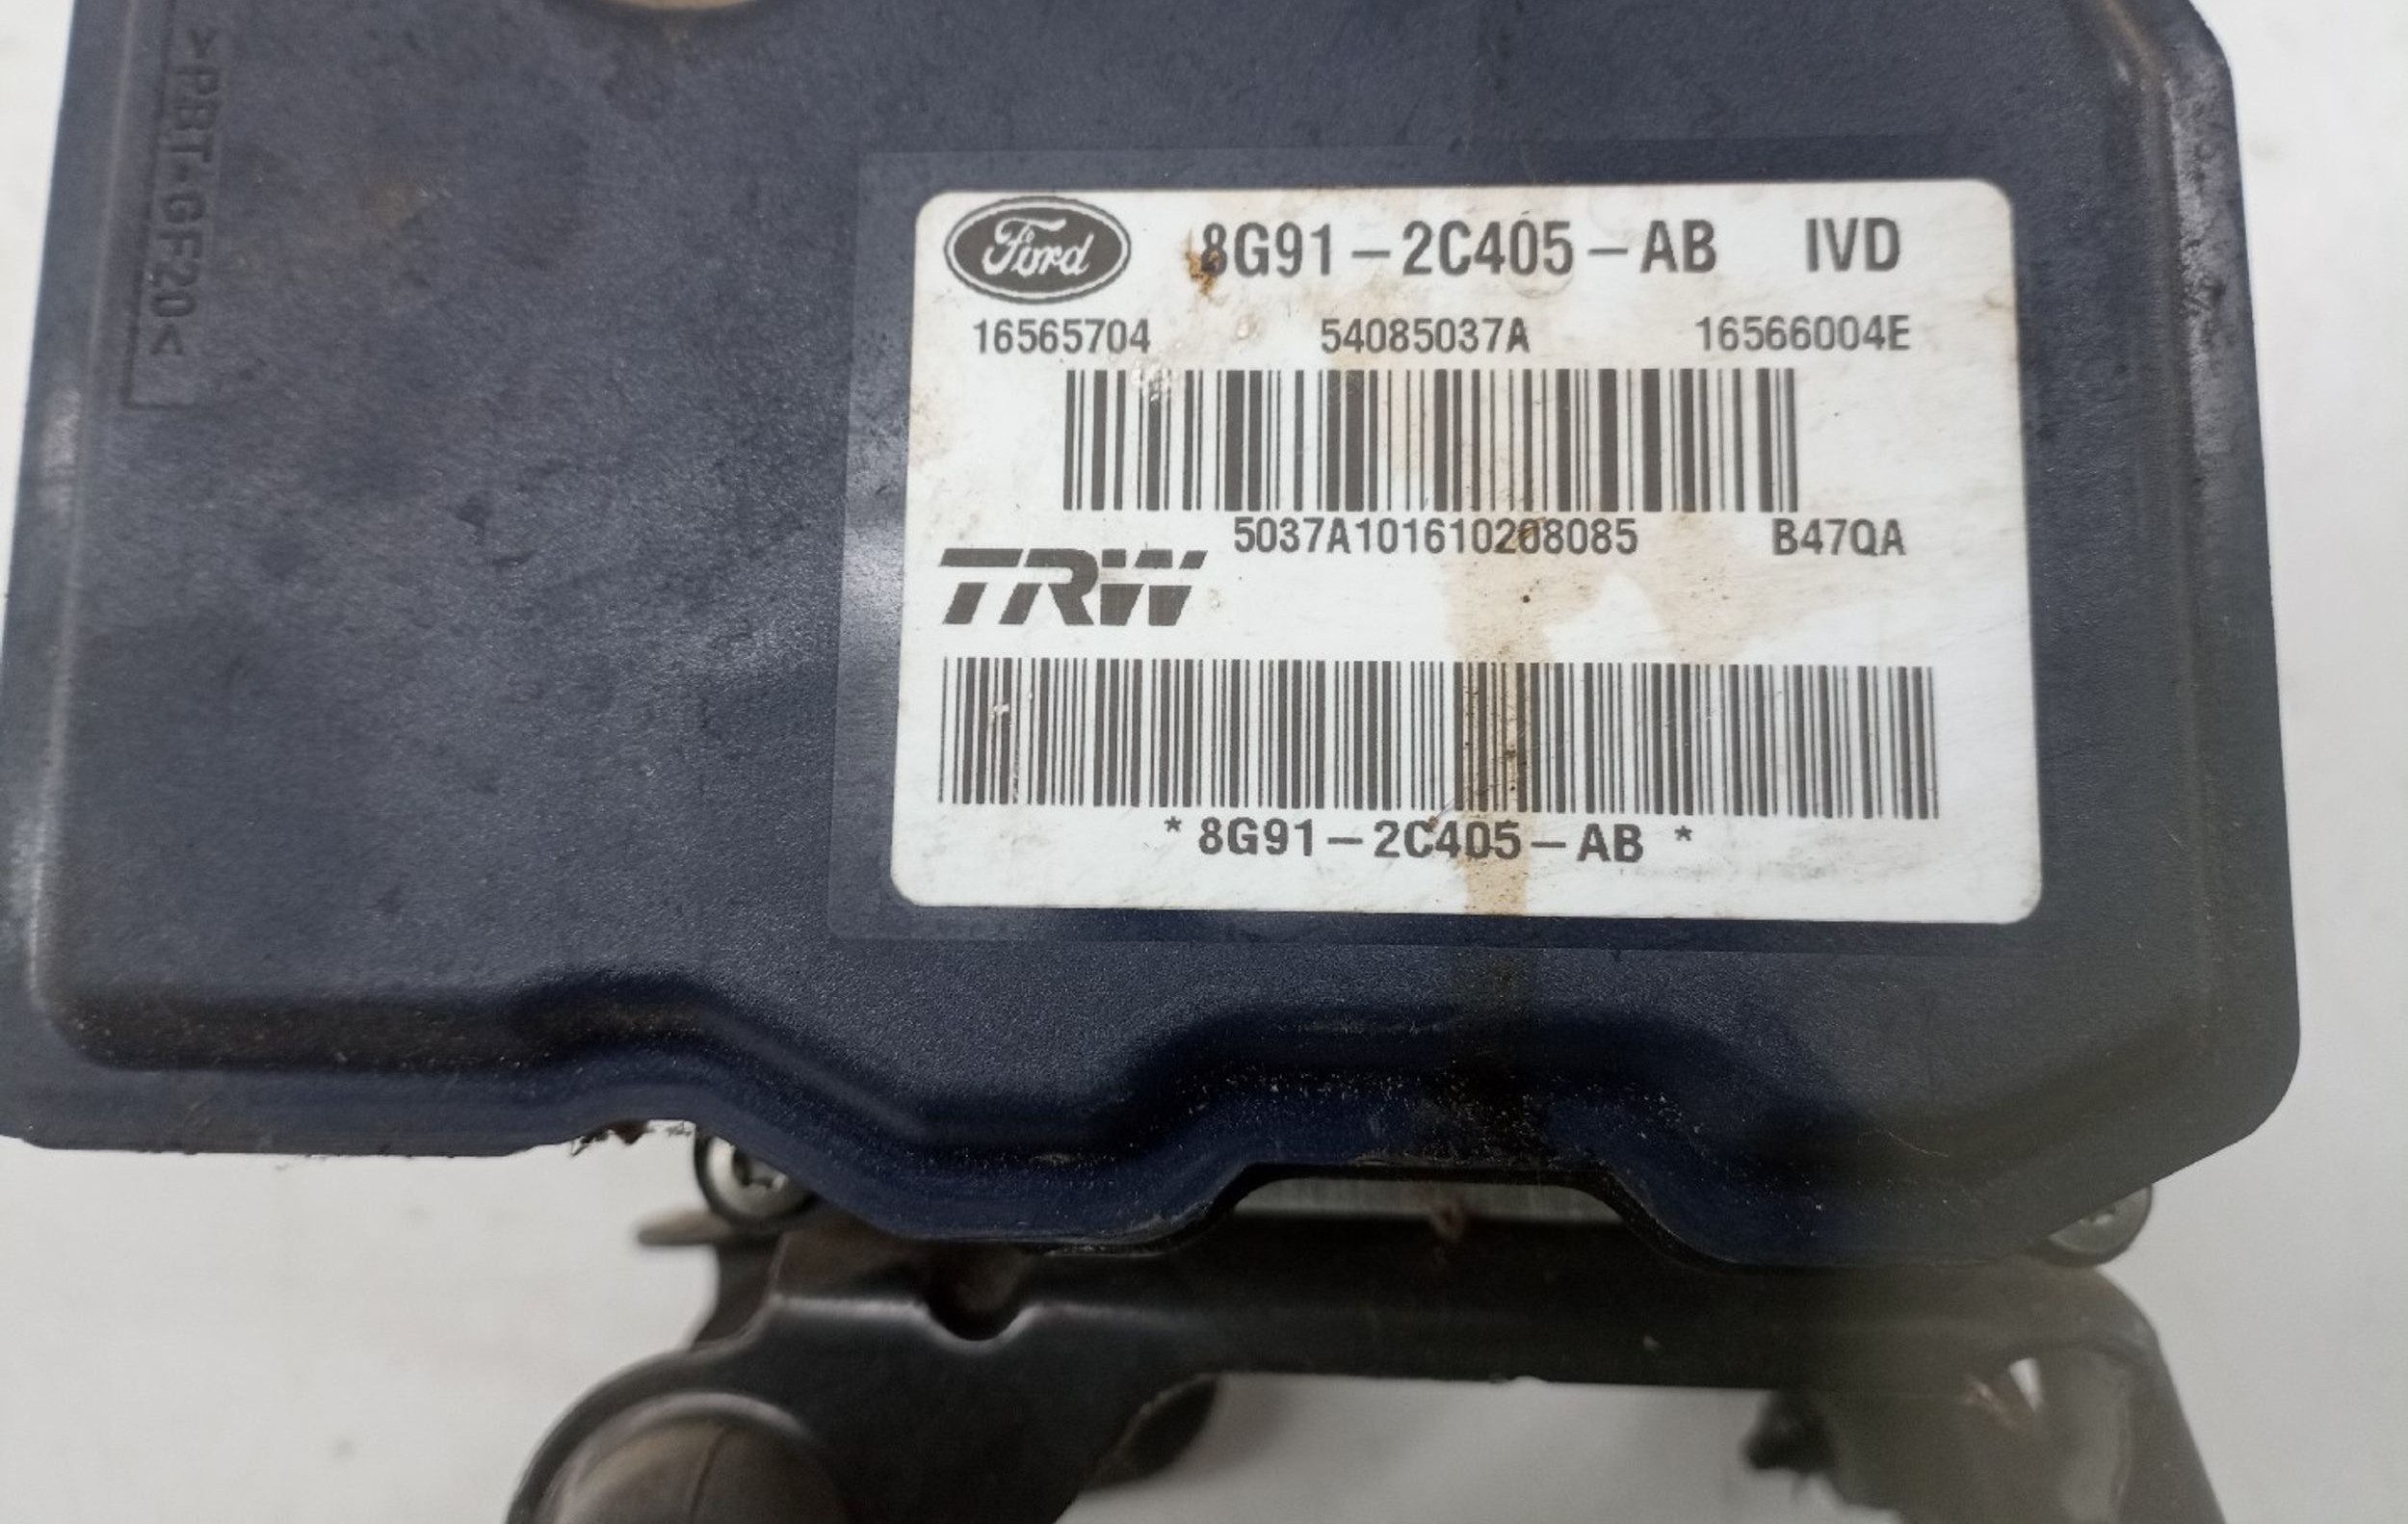 >PBT-GF20<
Ford 8G91-2C405-AB IVD
16565704 54085037A 16566004E
5037A101610208085 B47QA
TRW
*8G91-2C405-AB*